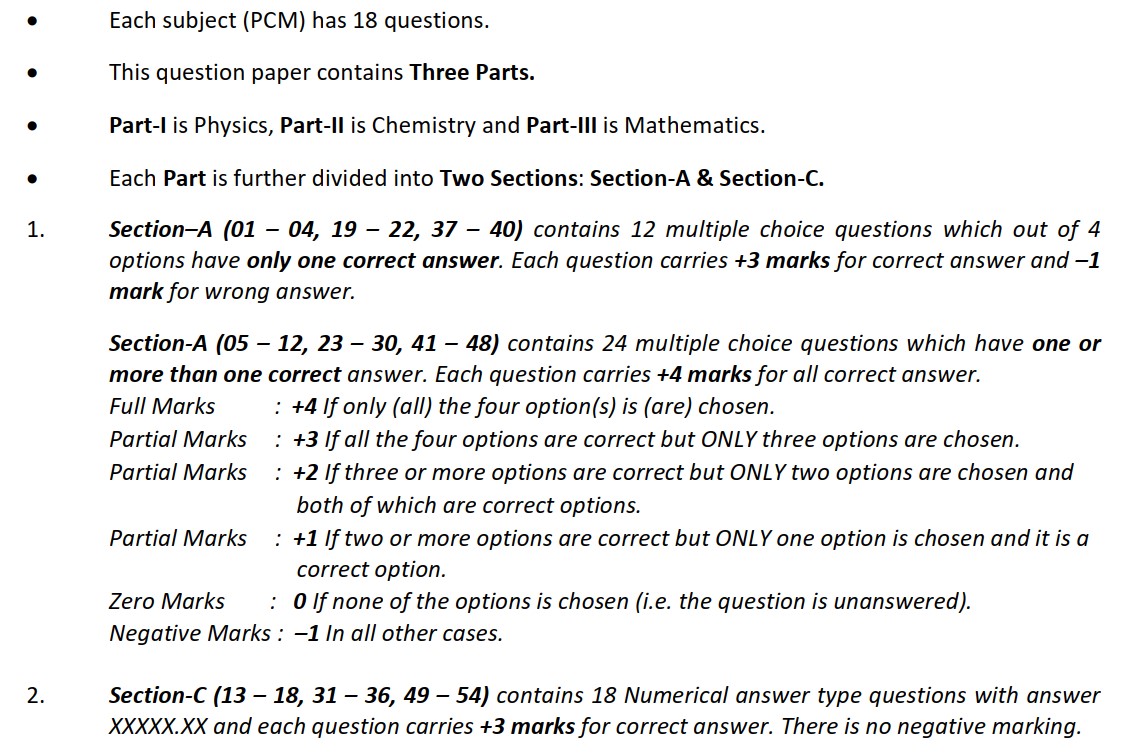 • Each subject (PCM) has 18 questions.
• This question paper contains Three Parts.
• Part-I is Physics, Part-II is Chemistry and Part-III is Mathematics.
• Each Part is further divided into Two Sections: Section-A & Section-C.
1. Section–A (01 – 04, 19 – 22, 37 – 40) contains 12 multiple choice questions which out of 4
options have only one correct answer. Each question carries +3 marks for correct answer and –1
mark for wrong answer.
Section-A (05 – 12, 23 – 30, 41 – 48) contains 24 multiple choice questions which have one or
more than one correct answer. Each question carries +4 marks for all correct answer.
Full Marks : +4 If only (all) the four option(s) is (are) chosen.
Partial Marks : +3 If all the four options are correct but ONLY three options are chosen.
Partial Marks : +2 If three or more options are correct but ONLY two options are chosen and
both of which are correct options.
Partial Marks : +1 If two or more options are correct but ONLY one option is chosen and it is a
correct option.
Zero Marks : 0 If none of the options is chosen (i.e. the question is unanswered).
Negative Marks : –1 In all other cases.
2. Section-C (13 – 18, 31 – 36, 49 – 54) contains 18 Numerical answer type questions with answer
XXXXX.XX and each question carries +3 marks for correct answer. There is no negative marking.